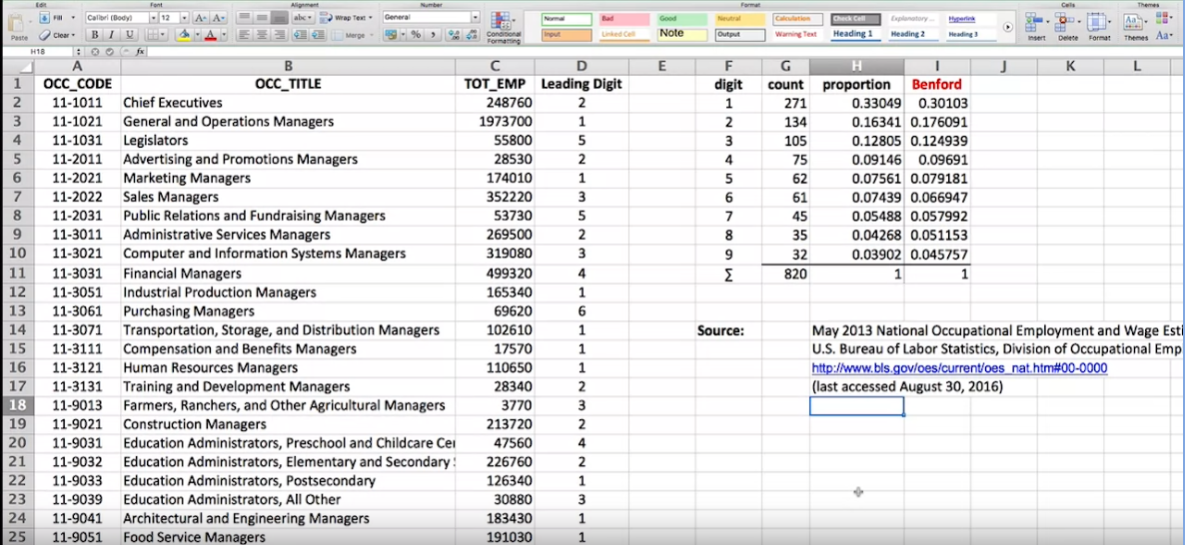 Edit Font Alignment Number Format Cells Themes
Fill Calibri (Body) 12 A A abc Wrap Text General Normal Bad Good Neutral Calculation Check Cell Explanatory ... Hyperlink
Paste Clear B I U A Merge % Conditional Formatting Input Linked Cell Note Output Warning Text Heading 1 Heading 2 Heading 3 Insert Delete Format Themes Aa
H18 fx
A B C D E F G H I J K L
1 OCC_CODE OCC_TITLE TOT_EMP Leading Digit digit count proportion Benford
2 11-1011 Chief Executives 248760 2 1 271 0.33049 0.30103
3 11-1021 General and Operations Managers 1973700 1 2 134 0.16341 0.176091
4 11-1031 Legislators 55800 5 3 105 0.12805 0.124939
5 11-2011 Advertising and Promotions Managers 28530 2 4 75 0.09146 0.09691
6 11-2021 Marketing Managers 174010 1 5 62 0.07561 0.079181
7 11-2022 Sales Managers 352220 3 6 61 0.07439 0.066947
8 11-2031 Public Relations and Fundraising Managers 53730 5 7 45 0.05488 0.057992
9 11-3011 Administrative Services Managers 269500 2 8 35 0.04268 0.051153
10 11-3021 Computer and Information Systems Managers 319080 3 9 32 0.03902 0.045757
11 11-3031 Financial Managers 499320 4 Σ 820 1 1
12 11-3051 Industrial Production Managers 165340 1
13 11-3061 Purchasing Managers 69620 6
14 11-3071 Transportation, Storage, and Distribution Managers 102610 1 Source: May 2013 National Occupational Employment and Wage Esti
15 11-3111 Compensation and Benefits Managers 17570 1 U.S. Bureau of Labor Statistics, Division of Occupational Emp
16 11-3121 Human Resources Managers 110650 1 http://www.bls.gov/oes/current/oes_nat.htm#00-0000
17 11-3131 Training and Development Managers 28340 2 (last accessed August 30, 2016)
18 11-9013 Farmers, Ranchers, and Other Agricultural Managers 3770 3
19 11-9021 Construction Managers 213720 2
20 11-9031 Education Administrators, Preschool and Childcare Cei 47560 4
21 11-9032 Education Administrators, Elementary and Secondary 226760 2
22 11-9033 Education Administrators, Postsecondary 126340 1
23 11-9039 Education Administrators, All Other 30880 3
24 11-9041 Architectural and Engineering Managers 183430 1
25 11-9051 Food Service Managers 191030 1